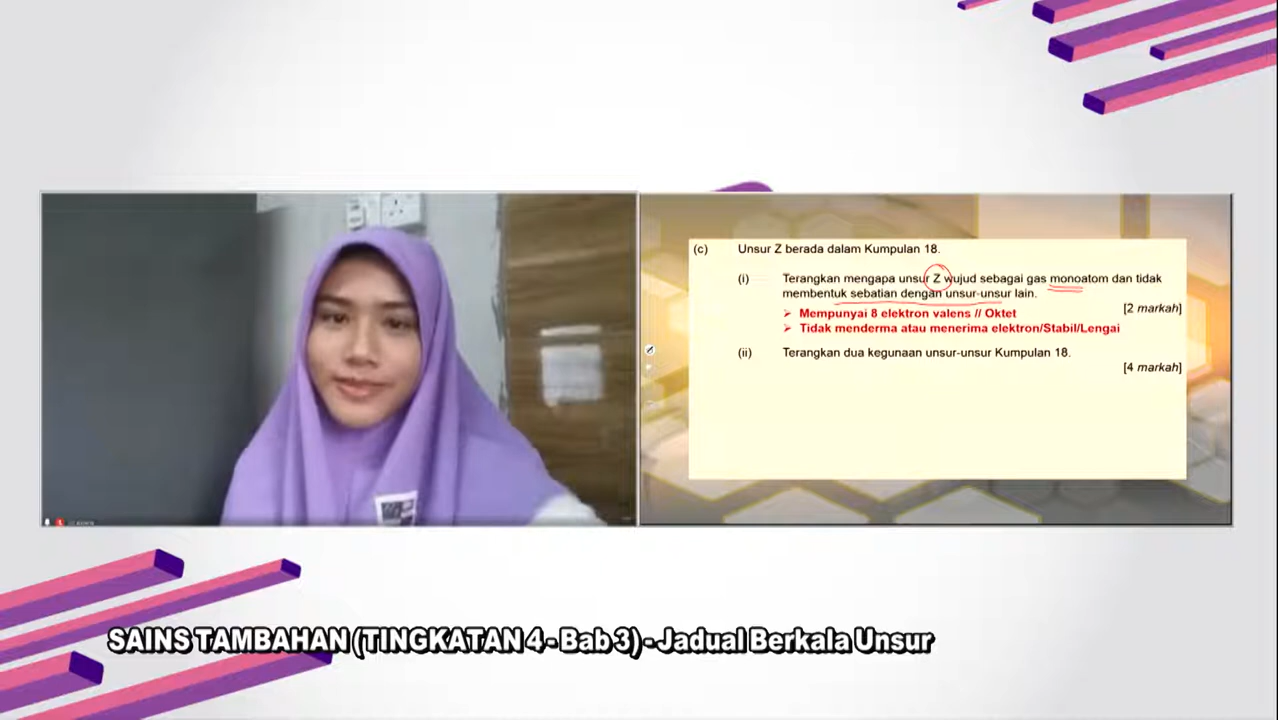 (c) Unsur Z berada dalam Kumpulan 18.
(i) Terangkan mengapa unsur Z wujud sebagai gas monoatom dan tidak
membentuk sebatian dengan unsur-unsur lain.
[2 markah]
➢ Mempunyai 8 elektron valens // Oktet
➢ Tidak menderma atau menerima elektron/Stabil/Lengai
(ii) Terangkan dua kegunaan unsur-unsur Kumpulan 18.
[4 markah]
SAINS TAMBAHAN (TINGKATAN 4 - Bab 3) - Jadual Berkala Unsur